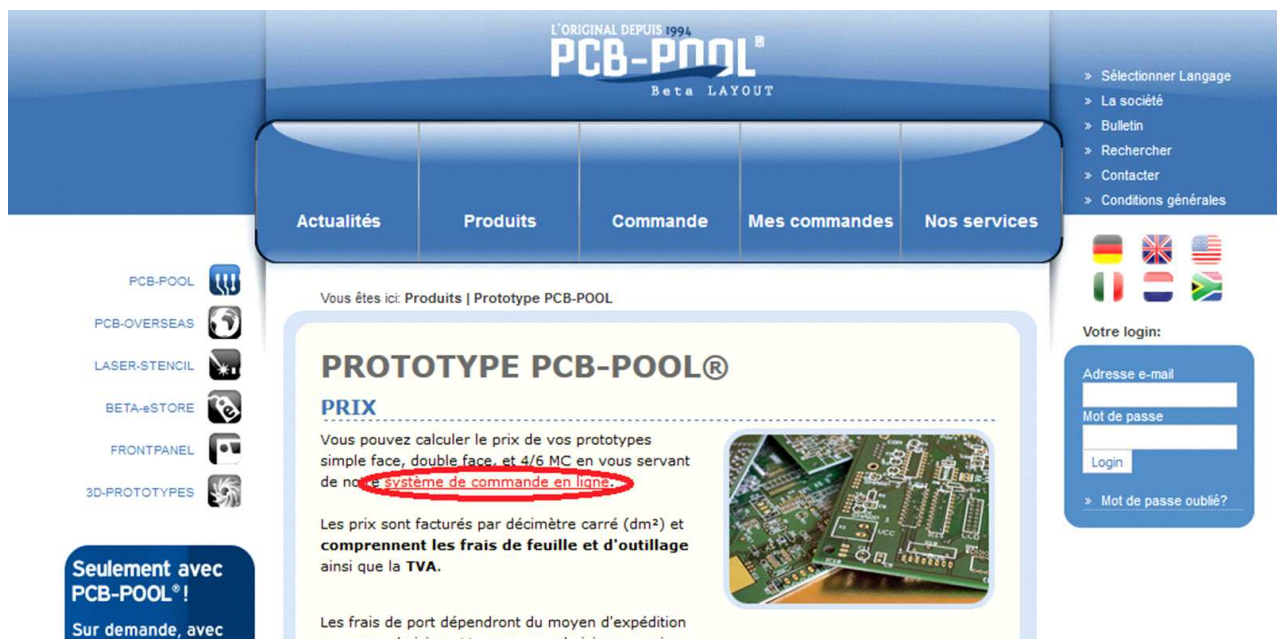 L'ORIGINAL DEPUIS 1994
PCB-POOL®
Beta LAYOUT
» Sélectionner Langage
» La société
» Bulletin
» Rechercher
» Contacter
» Conditions générales
Actualités
Produits
Commande
Mes commandes
Nos services
PCB-POOL
PCB-OVERSEAS
LASER-STENCIL
BETA-eSTORE
FRONTPANEL
3D-PROTOTYPES
Seulement avec
PCB-POOL®!
Sur demande, avec
Vous êtes ici: Produits | Prototype PCB-POOL
PROTOTYPE PCB-POOL®
PRIX
Vous pouvez calculer le prix de vos prototypes
simple face, double face, et 4/6 MC en vous servant
de notre système de commande en ligne.
Les prix sont facturés par décimètre carré (dm²) et
comprennent les frais de feuille et d'outillage
ainsi que la TVA.
Les frais de port dépendront du moyen d'expédition
Votre login:
Adresse e-mail
Mot de passe
Login
» Mot de passe oublié?